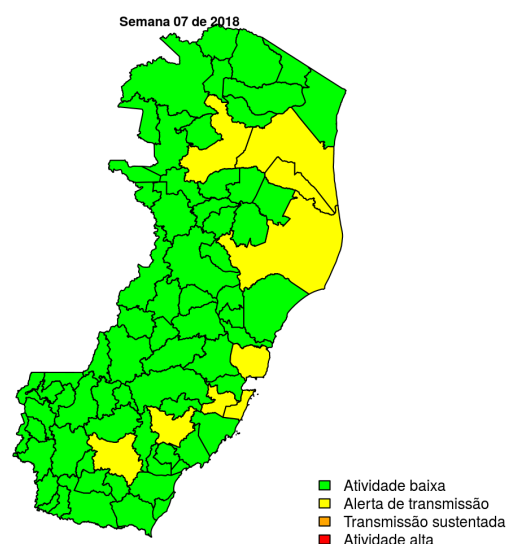 Semana 07 de 2018
Atividade baixa
Alerta de transmissão
Transmissão sustentada
Atividade alta